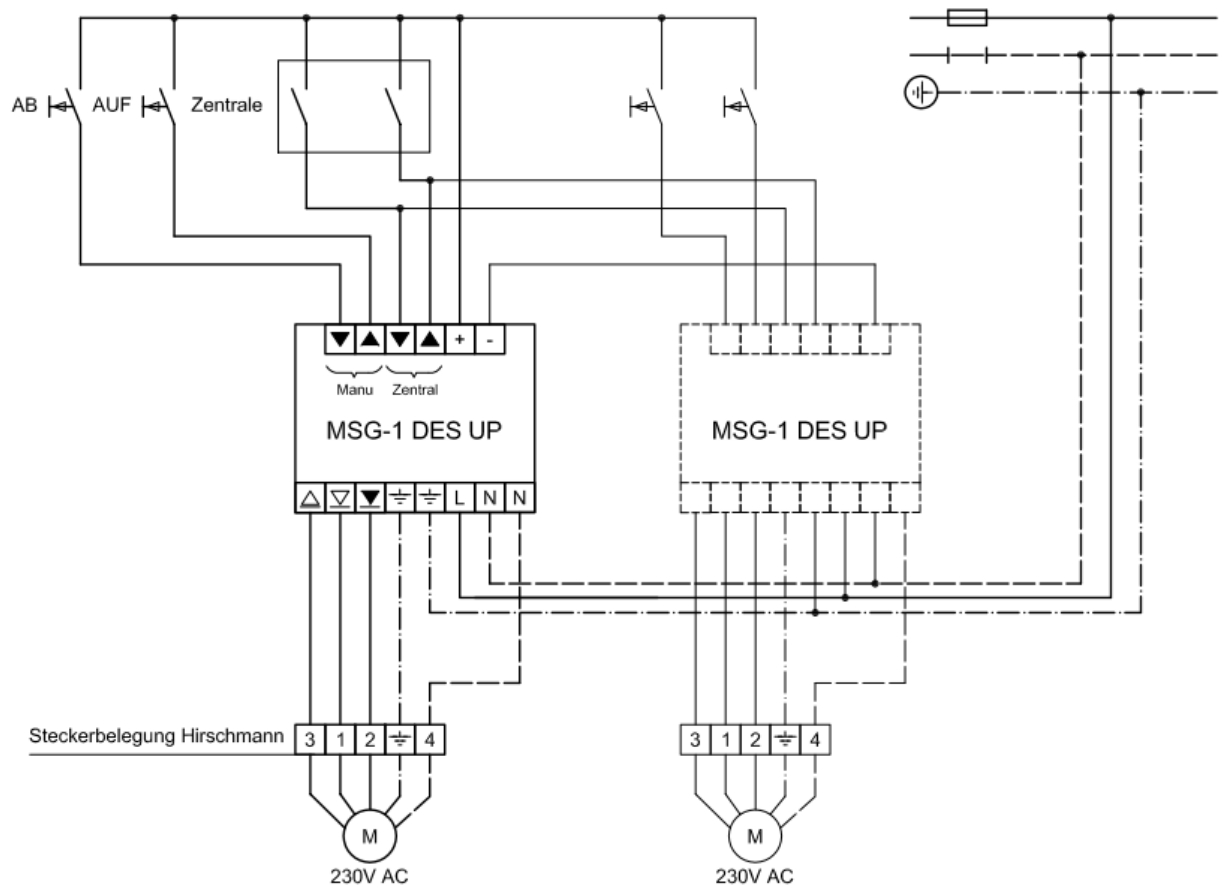 AB AUF Zentrale
+ -
Manu Zentral
MSG-1 DES UP MSG-1 DES UP
L N N
Steckerbelegung Hirschmann 3 1 2 4 3 1 2 4
M M
230V AC 230V AC